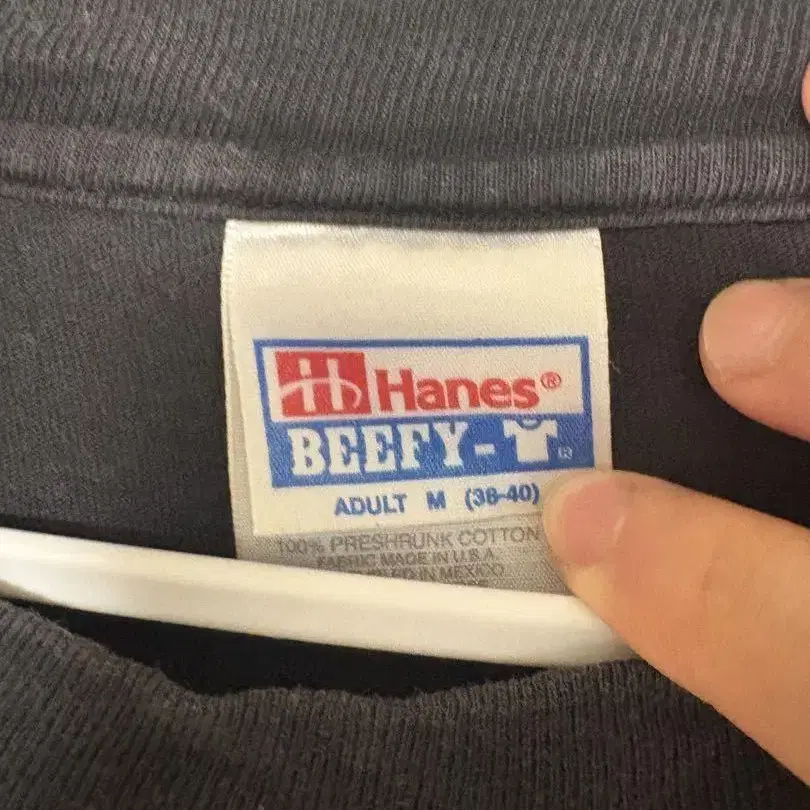 H Hanes®
BEEFY-T®
ADULT M (38-40)
100% PRESHRUNK COTTON
FABRIC MADE IN U.S.A.
IN MEXICO